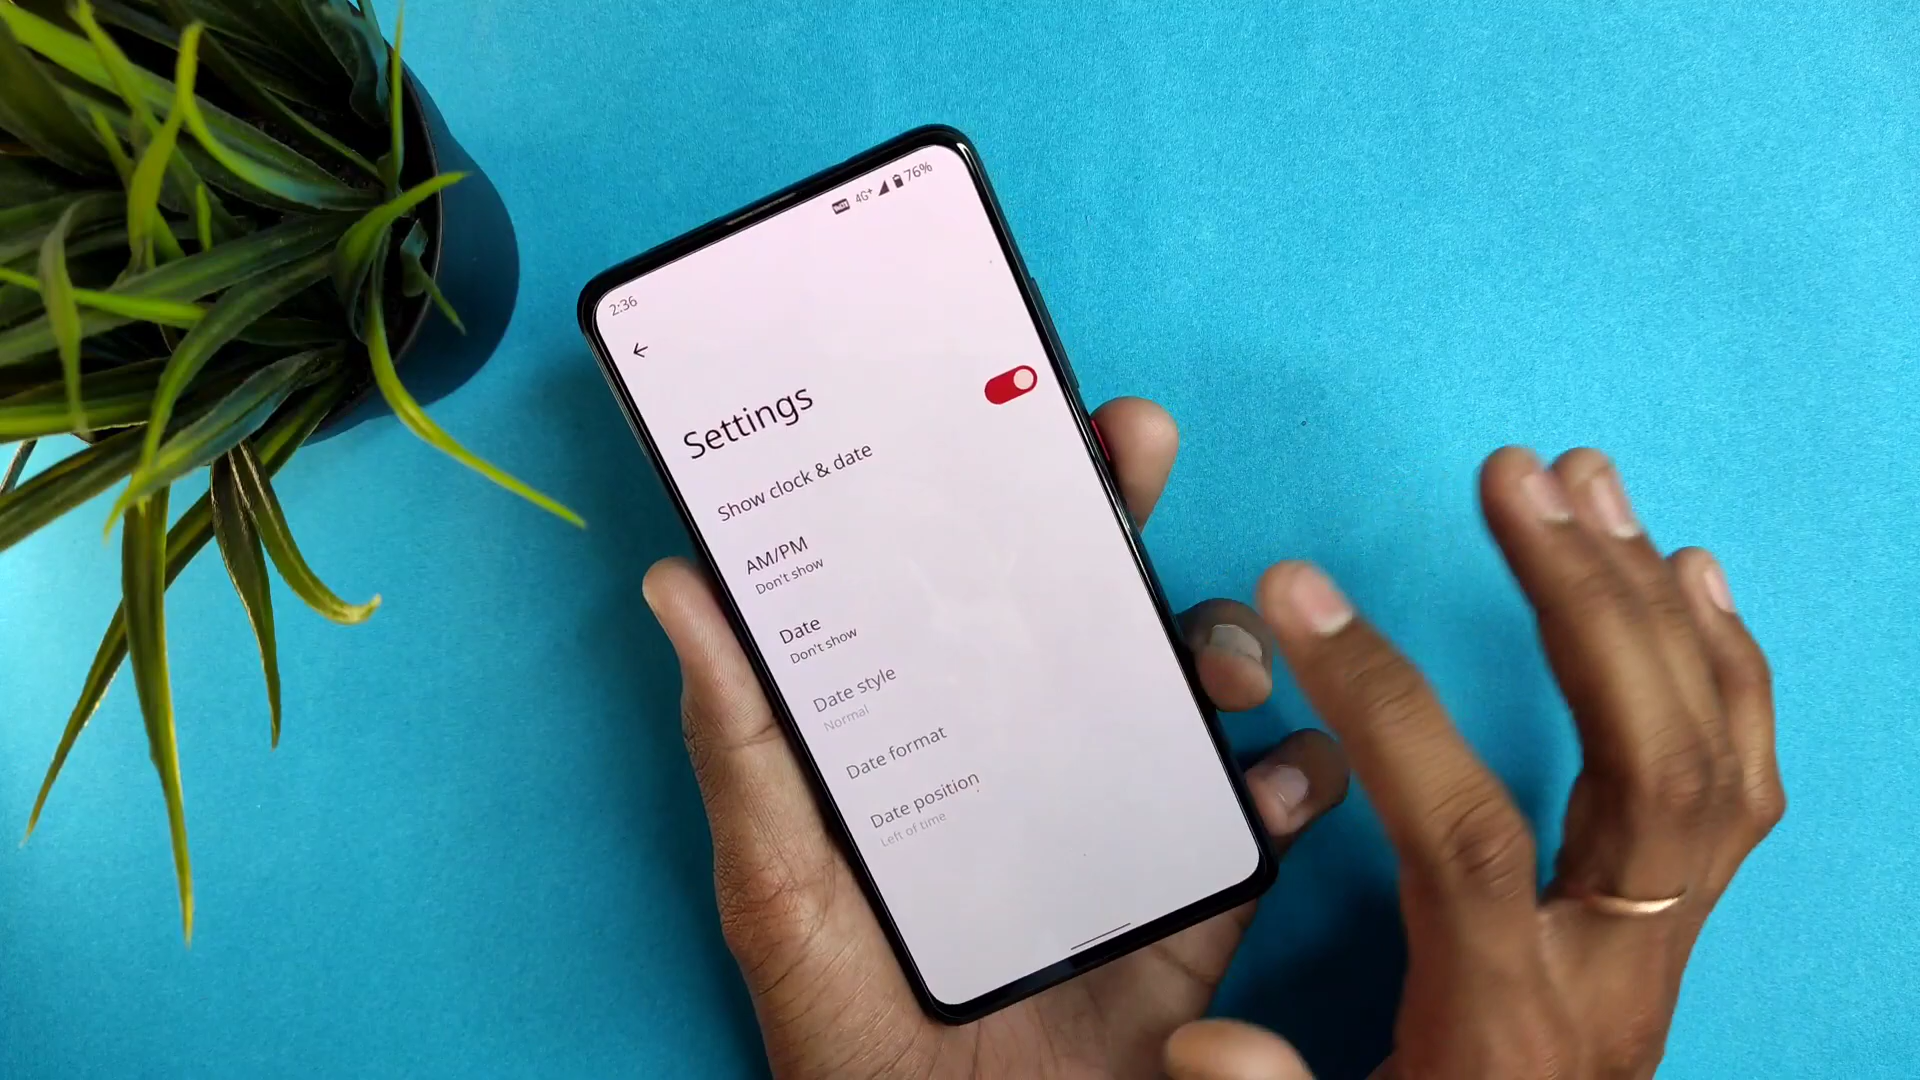 2:36
4G+ 76%
Settings
Show clock & date
AM/PM
Don't show
Date
Don't show
Date style
Normal
Date format
Date position
Left of time